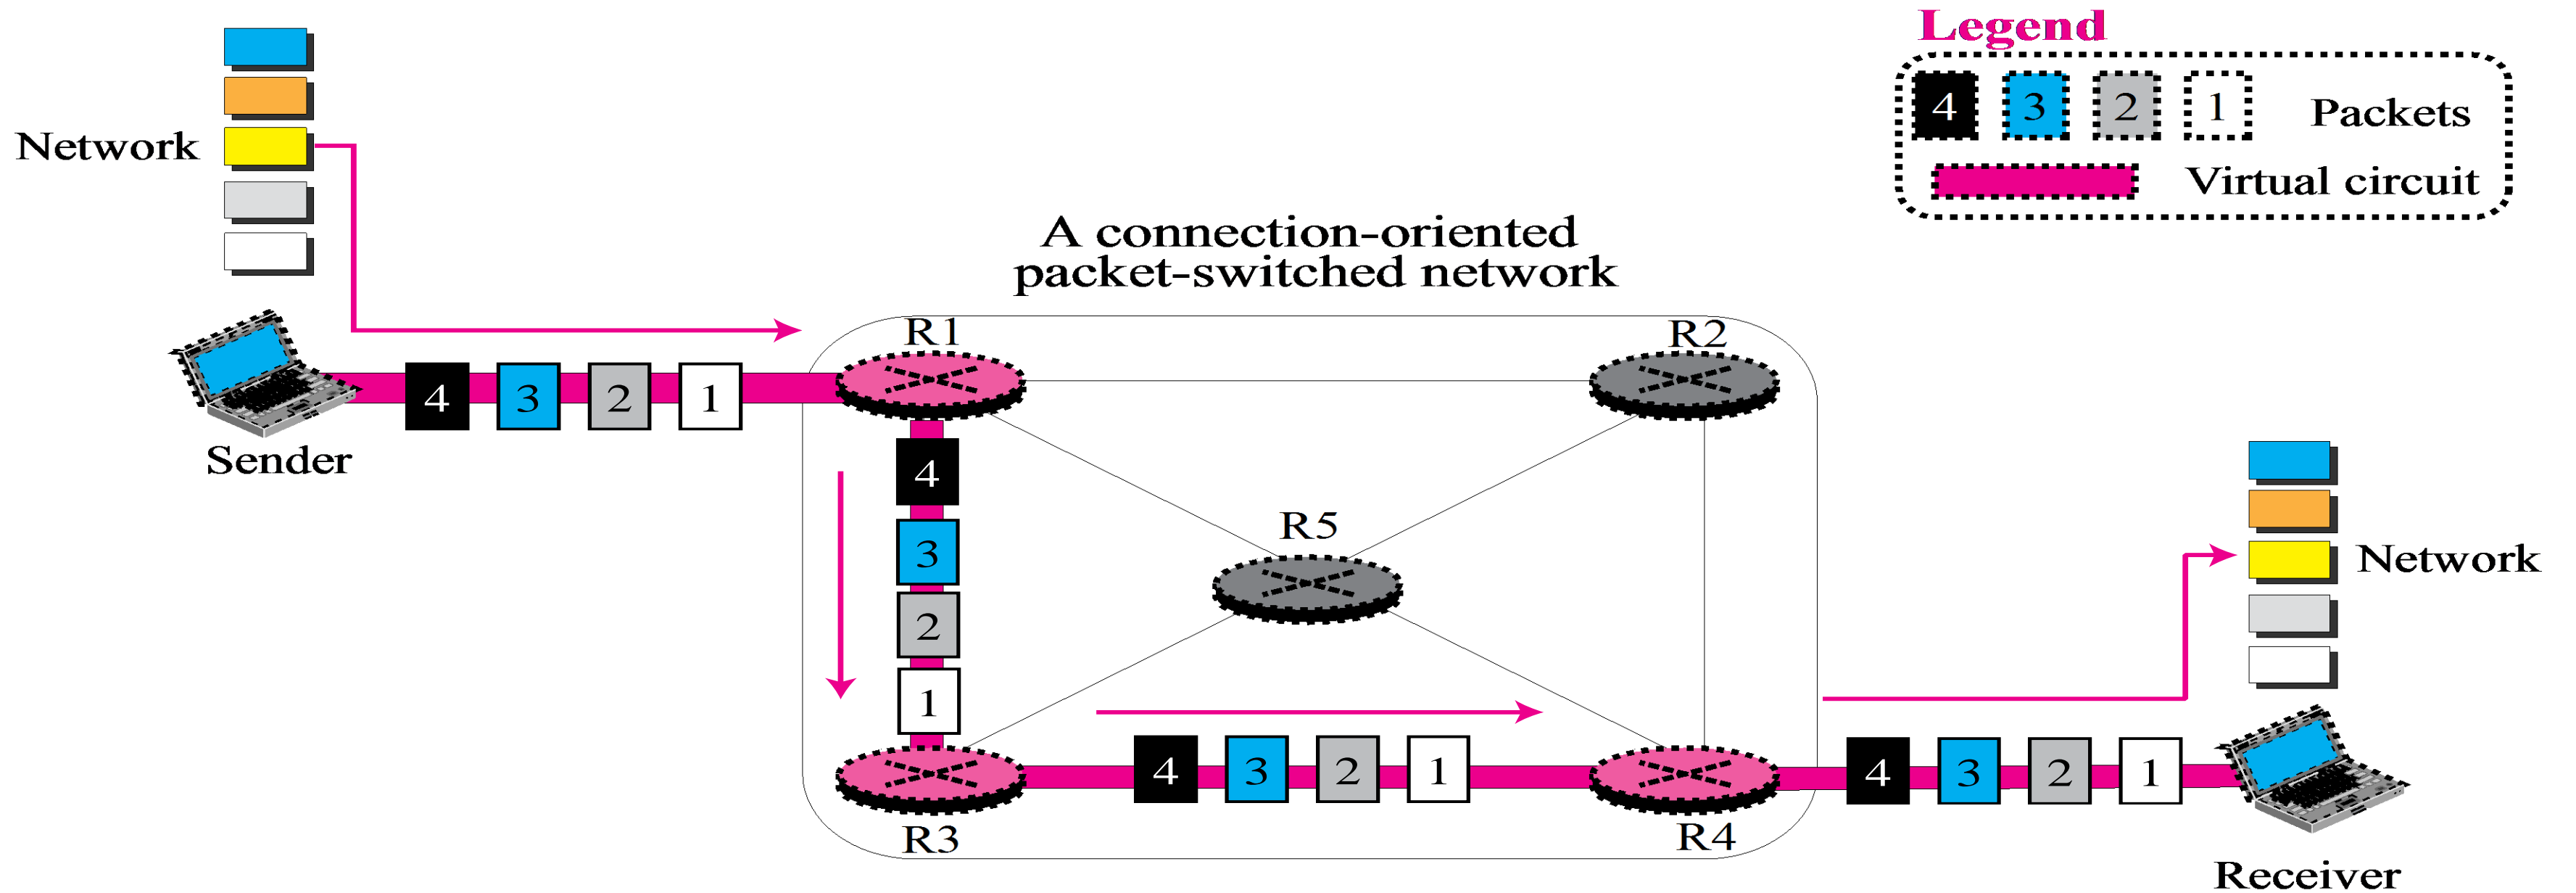 Legend
4 3 2 1 Packets
Virtual circuit
Network
A connection-oriented
packet-switched network
R1
R2
4 3 2 1
Sender
4
3
2
1
R5
Network
4 3 2 1
4 3 2 1
R3
R4
Receiver